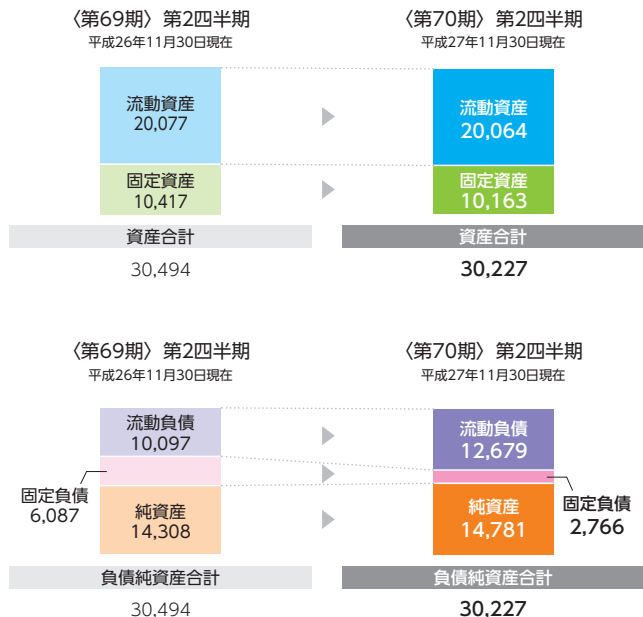 〈第69期〉第2四半期
平成26年11月30日現在
流動資産
20,077
固定資産
10,417
資産合計
30,494
〈第70期〉第2四半期
平成27年11月30日現在
流動資産
20,064
固定資産
10,163
資産合計
30,227
〈第69期〉第2四半期
平成26年11月30日現在
流動負債
10,097
固定負債
6,087
純資産
14,308
負債純資産合計
30,494
〈第70期〉第2四半期
平成27年11月30日現在
流動負債
12,679
固定負債
2,766
純資産
14,781
負債純資産合計
30,227